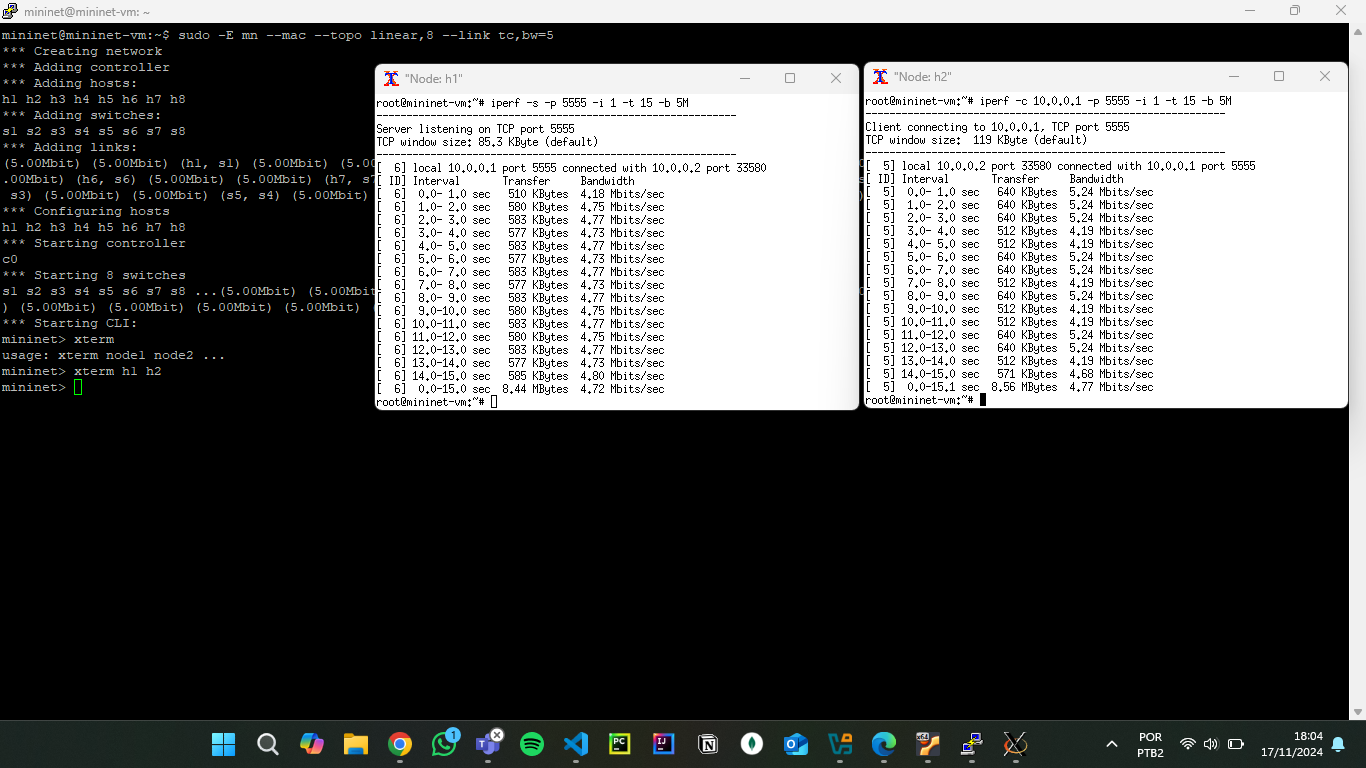 mininet@mininet-vm: ~
mininet@mininet-vm:~$ sudo -E mn --mac --topo linear,8 --link tc,bw=5
*** Creating network
*** Adding controller
*** Adding hosts:
h1 h2 h3 h4 h5 h6 h7 h8
*** Adding switches:
s1 s2 s3 s4 s5 s6 s7 s8
*** Adding links:
(5.00Mbit) (5.00Mbit) (h1, s1) (5.00Mbit) (5.00
.00Mbit) (h6, s6) (5.00Mbit) (5.00Mbit) (h7, s7
 s3) (5.00Mbit) (5.00Mbit) (s5, s4) (5.00Mbit)
*** Configuring hosts
h1 h2 h3 h4 h5 h6 h7 h8
*** Starting controller
c0
*** Starting 8 switches
s1 s2 s3 s4 s5 s6 s7 s8 ...(5.00Mbit) (5.00Mbit)
) (5.00Mbit) (5.00Mbit) (5.00Mbit) (5.00Mbit) (
*** Starting CLI:
mininet> xterm
usage: xterm node1 node2 ...
mininet> xterm h1 h2
mininet>
"Node: h1"
root@mininet-vm:~# iperf -s -p 5555 -i 1 -t 15 -b 5M
------------------------------------------------------------
Server listening on TCP port 5555
TCP window size: 85.3 KByte (default)
------------------------------------------------------------
[  6] local 10.0.0.1 port 5555 connected with 10.0.0.2 port 33580
[ ID] Interval       Transfer     Bandwidth
[  6]  0.0- 1.0 sec   510 KBytes  4.18 Mbits/sec
[  6]  1.0- 2.0 sec   580 KBytes  4.75 Mbits/sec
[  6]  2.0- 3.0 sec   583 KBytes  4.77 Mbits/sec
[  6]  3.0- 4.0 sec   577 KBytes  4.73 Mbits/sec
[  6]  4.0- 5.0 sec   583 KBytes  4.77 Mbits/sec
[  6]  5.0- 6.0 sec   577 KBytes  4.73 Mbits/sec
[  6]  6.0- 7.0 sec   583 KBytes  4.77 Mbits/sec
[  6]  7.0- 8.0 sec   577 KBytes  4.73 Mbits/sec
[  6]  8.0- 9.0 sec   583 KBytes  4.77 Mbits/sec
[  6]  9.0-10.0 sec   580 KBytes  4.75 Mbits/sec
[  6] 10.0-11.0 sec   583 KBytes  4.77 Mbits/sec
[  6] 11.0-12.0 sec   580 KBytes  4.75 Mbits/sec
[  6] 12.0-13.0 sec   583 KBytes  4.77 Mbits/sec
[  6] 13.0-14.0 sec   577 KBytes  4.73 Mbits/sec
[  6] 14.0-15.0 sec   585 KBytes  4.80 Mbits/sec
[  6]  0.0-15.0 sec  8.44 MBytes  4.72 Mbits/sec
root@mininet-vm:~#
"Node: h2"
root@mininet-vm:~# iperf -c 10.0.0.1 -p 5555 -i 1 -t 15 -b 5M
------------------------------------------------------------
Client connecting to 10.0.0.1, TCP port 5555
TCP window size:  119 KByte (default)
------------------------------------------------------------
[  5] local 10.0.0.2 port 33580 connected with 10.0.0.1 port 5555
[ ID] Interval       Transfer     Bandwidth
[  5]  0.0- 1.0 sec   640 KBytes  5.24 Mbits/sec
[  5]  1.0- 2.0 sec   640 KBytes  5.24 Mbits/sec
[  5]  2.0- 3.0 sec   640 KBytes  5.24 Mbits/sec
[  5]  3.0- 4.0 sec   512 KBytes  4.19 Mbits/sec
[  5]  4.0- 5.0 sec   512 KBytes  4.19 Mbits/sec
[  5]  5.0- 6.0 sec   640 KBytes  5.24 Mbits/sec
[  5]  6.0- 7.0 sec   640 KBytes  5.24 Mbits/sec
[  5]  7.0- 8.0 sec   512 KBytes  4.19 Mbits/sec
[  5]  8.0- 9.0 sec   640 KBytes  5.24 Mbits/sec
[  5]  9.0-10.0 sec   512 KBytes  4.19 Mbits/sec
[  5] 10.0-11.0 sec   512 KBytes  4.19 Mbits/sec
[  5] 11.0-12.0 sec   640 KBytes  5.24 Mbits/sec
[  5] 12.0-13.0 sec   640 KBytes  5.24 Mbits/sec
[  5] 13.0-14.0 sec   512 KBytes  4.19 Mbits/sec
[  5] 14.0-15.0 sec   571 KBytes  4.68 Mbits/sec
[  5]  0.0-15.1 sec  8.56 MBytes  4.77 Mbits/sec
root@mininet-vm:~#
1
PC
IJ
POR
PTB2
18:04
17/11/2024